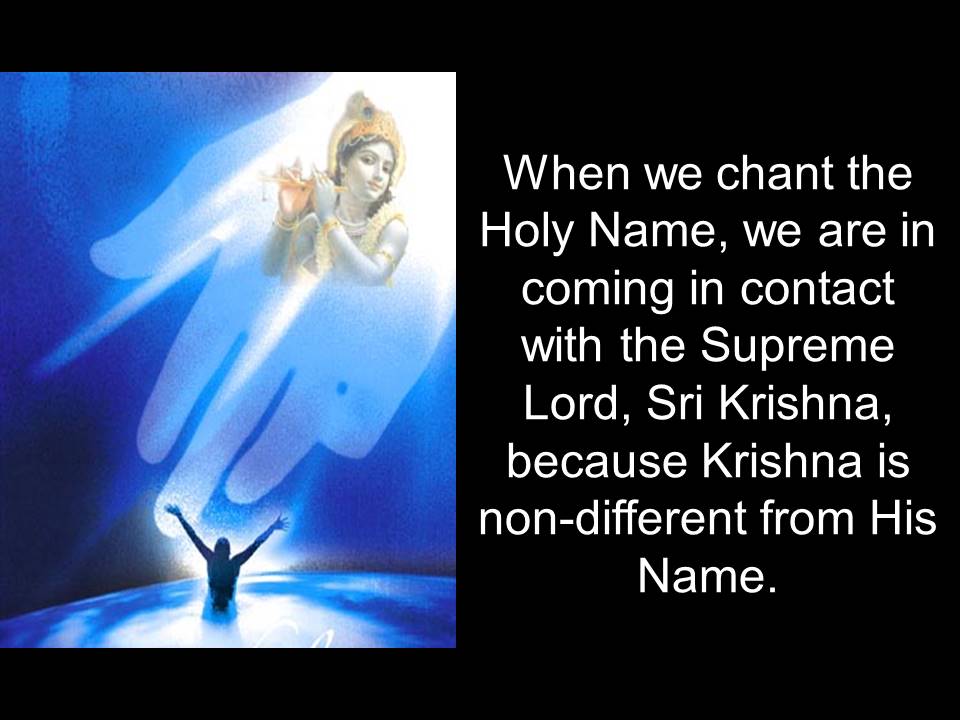 When we chant the
Holy Name, we are in
coming in contact
with the Supreme
Lord, Sri Krishna,
because Krishna is
non-different from His
Name.